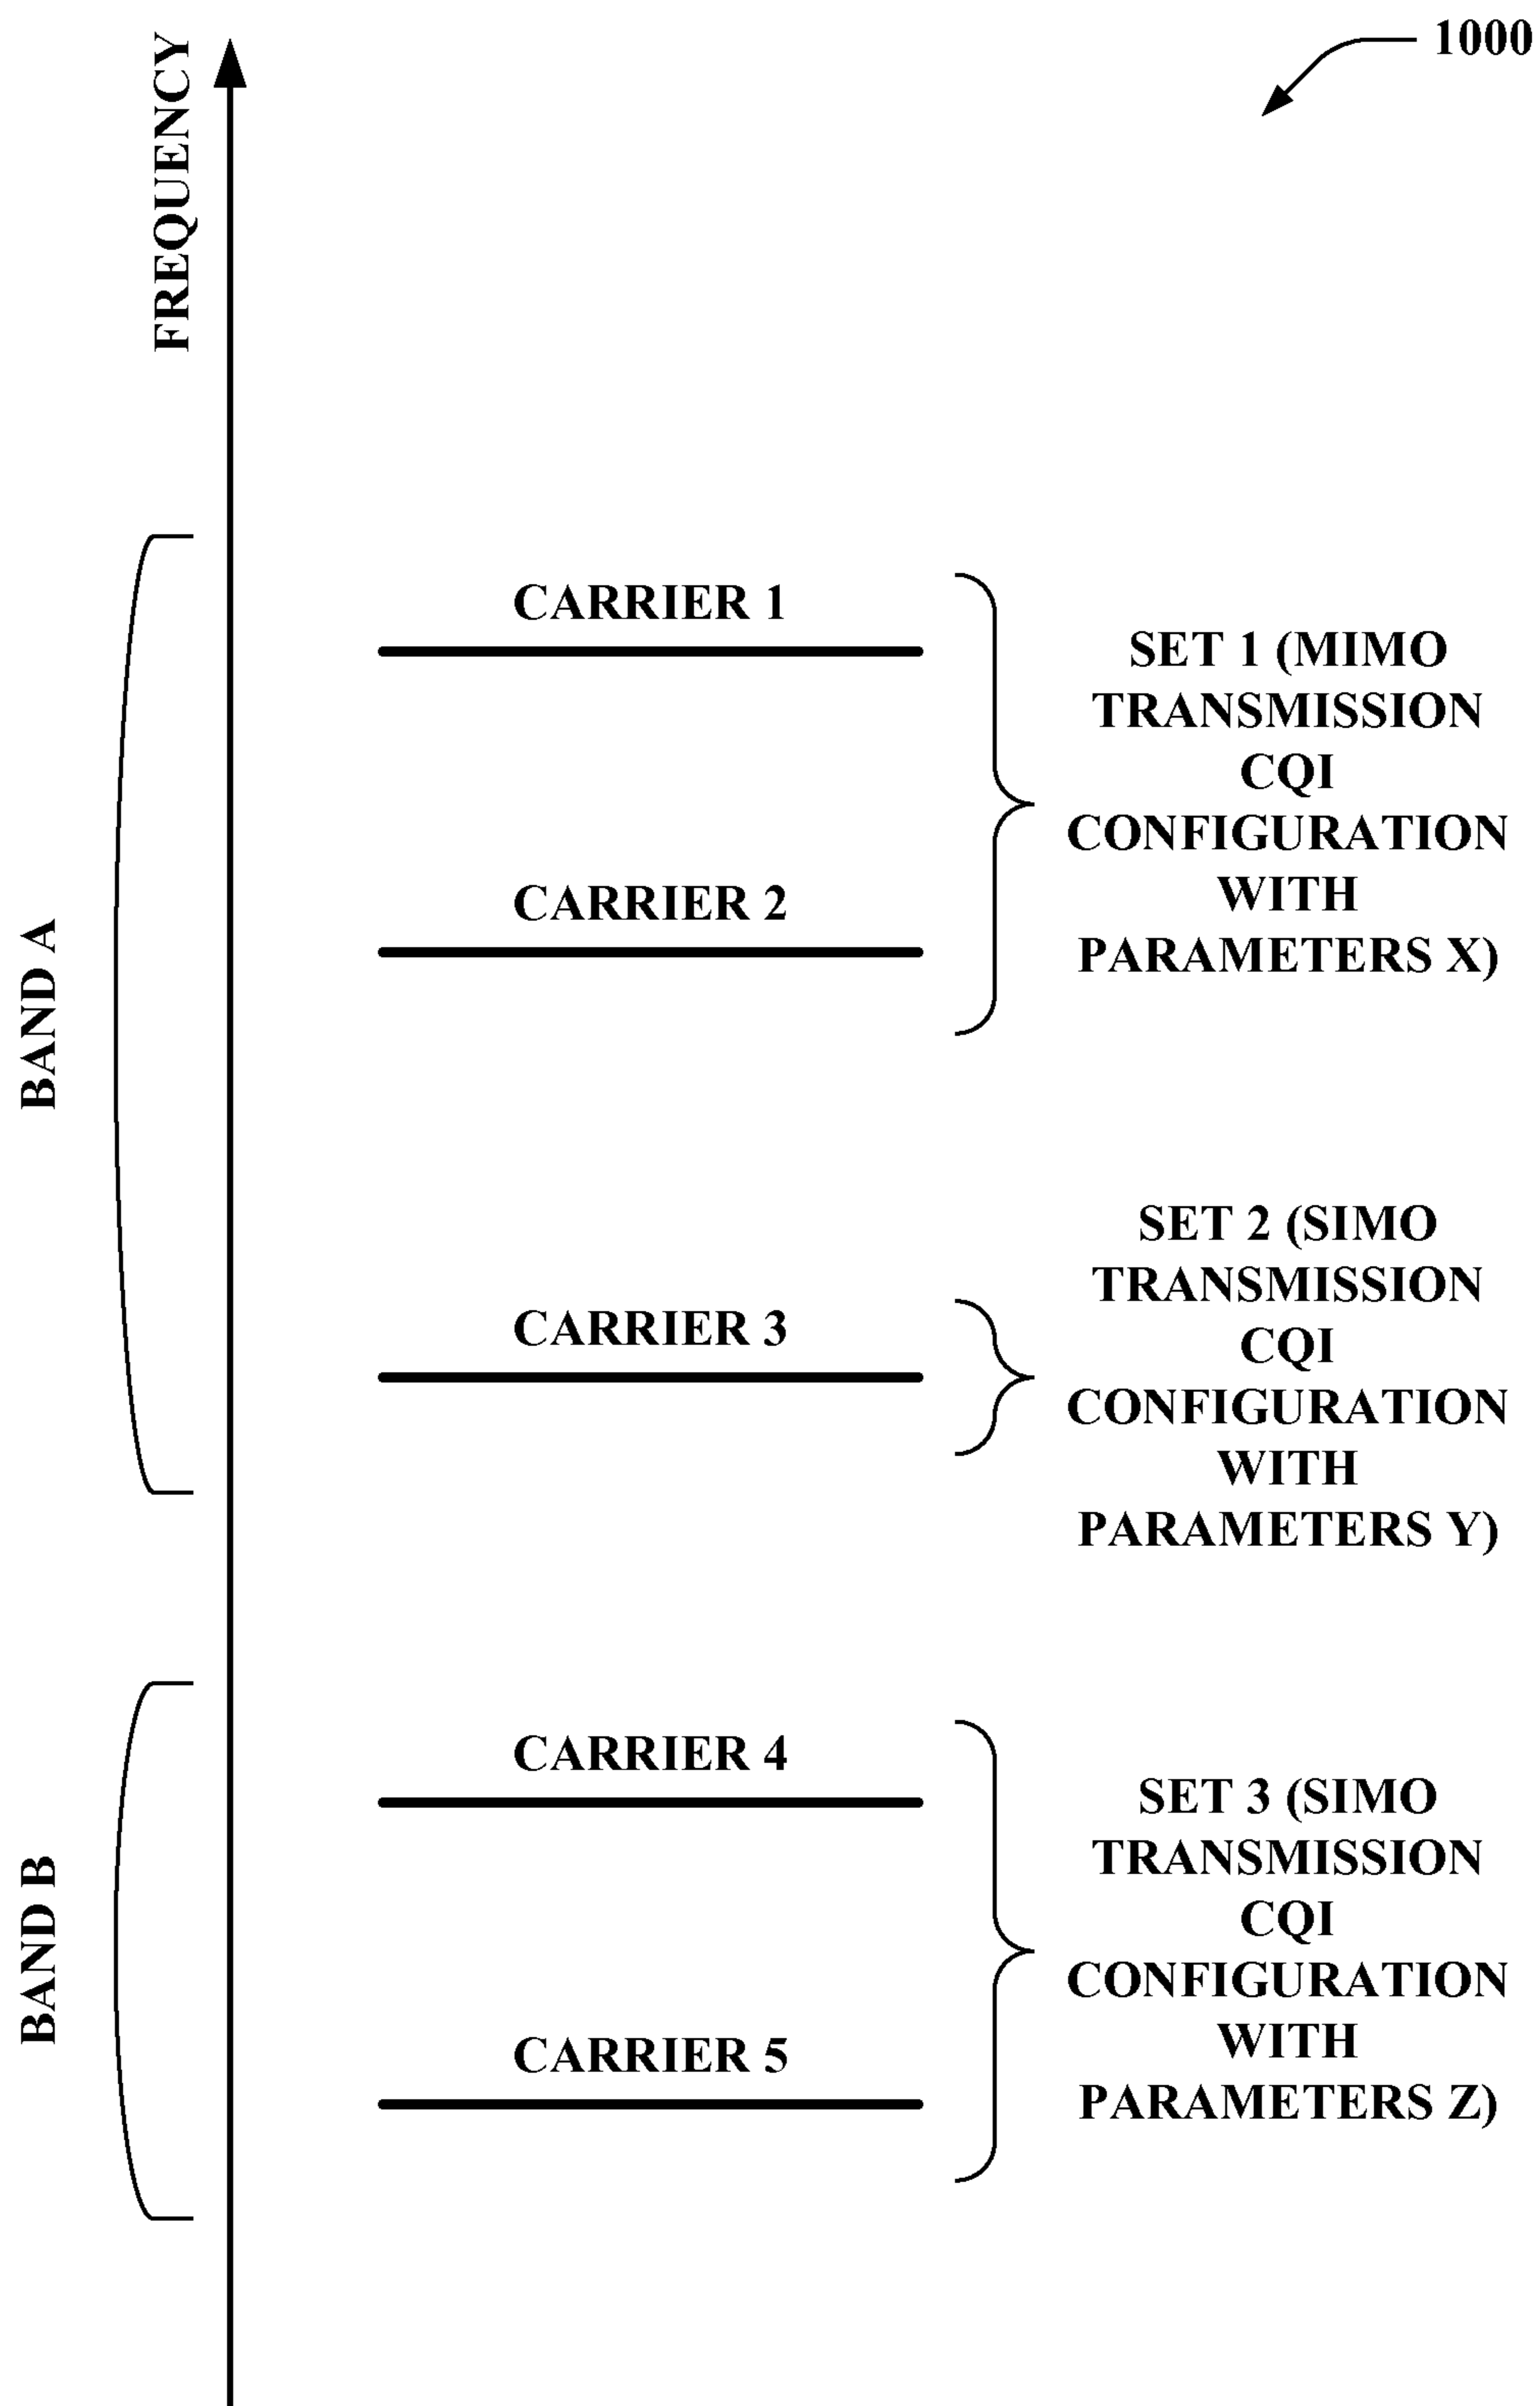 1000
FREQUENCY
BAND A
CARRIER 1
CARRIER 2
SET 1 (MIMO
TRANSMISSION
CQI
CONFIGURATION
WITH
PARAMETERS X)
CARRIER 3
SET 2 (SIMO
TRANSMISSION
CQI
CONFIGURATION
WITH
PARAMETERS Y)
BAND B
CARRIER 4
CARRIER 5
SET 3 (SIMO
TRANSMISSION
CQI
CONFIGURATION
WITH
PARAMETERS Z)